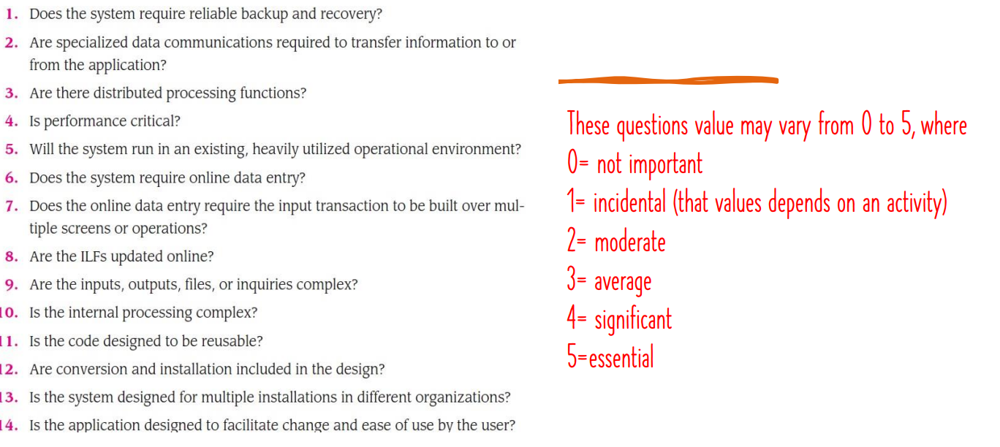 1. Does the system require reliable backup and recovery?
2. Are specialized data communications required to transfer information to or
from the application?
3. Are there distributed processing functions?
4. Is performance critical?
5. Will the system run in an existing, heavily utilized operational environment?
6. Does the system require online data entry?
7. Does the online data entry require the input transaction to be built over mul-
tiple screens or operations?
8. Are the ILFs updated online?
9. Are the inputs, outputs, files, or inquiries complex?
10. Is the internal processing complex?
11. Is the code designed to be reusable?
12. Are conversion and installation included in the design?
13. Is the system designed for multiple installations in different organizations?
14. Is the application designed to facilitate change and ease of use by the user?
These questions value may vary from 0 to 5, where
0= not important
1= incidental (that values depends on an activity)
2= moderate
3= average
4= significant
5=essential